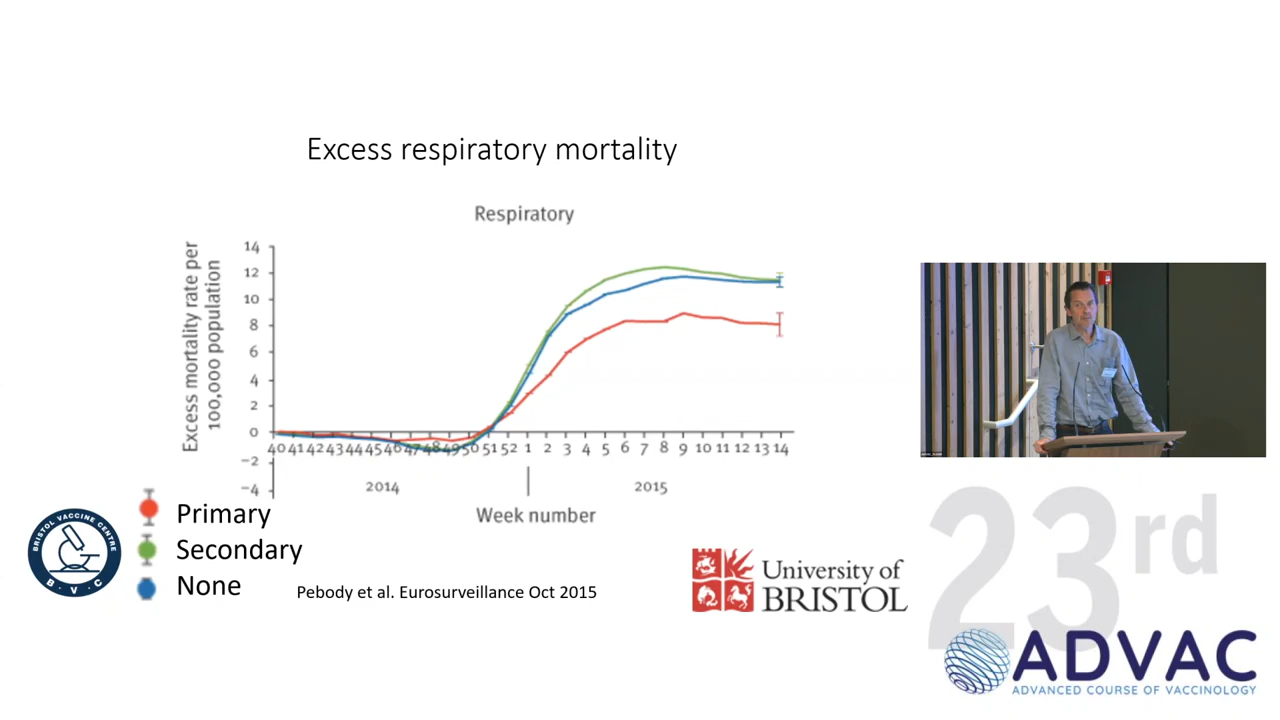 Excess respiratory mortality
Respiratory
Excess mortality rate per
100,000 population
14
12
10
8
6
4
2
0
−2
−4
40 41 42 43 44 45 46 47 48 49 50 51 52 1 2 3 4 5 6 7 8 9 10 11 12 13 14
2014
2015
Week number
Primary
Secondary
None
Pebody et al. Eurosurveillance Oct 2015
BRISTOL VACCINE CENTRE
B · V · C
University of
BRISTOL
23rd
ADVAC
ADVANCED COURSE OF VACCINOLOGY